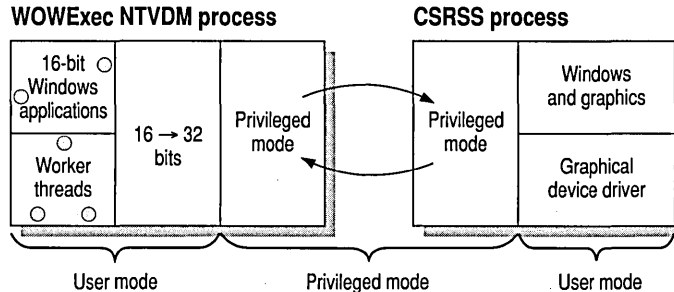 WOWExec NTVDM process
CSRSS process
16-bit
Windows
applications
Worker
threads
16 → 32
bits
Privileged
mode
Privileged
mode
Windows
and graphics
Graphical
device driver
User mode
Privileged mode
User mode